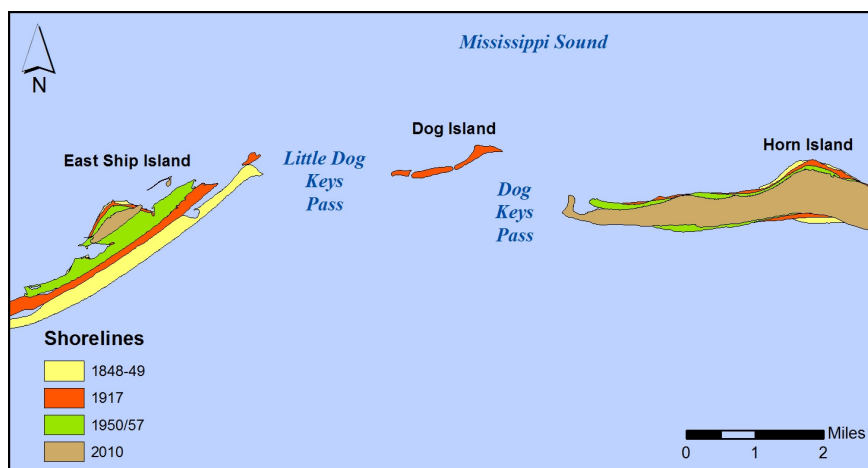 Mississippi Sound
N
Dog Island
East Ship Island
Little Dog
Keys
Pass
Horn Island
Dog
Keys
Pass
Shorelines
1848-49
1917
1950/57
2010
Miles
0 1 2